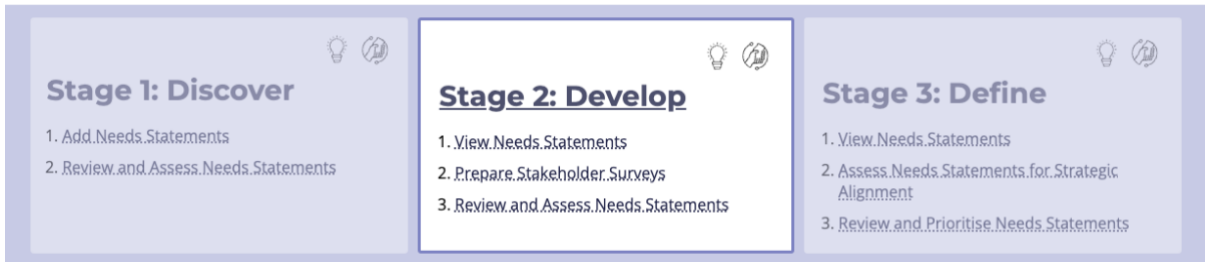 Stage 1: Discover
1. Add Needs Statements
2. Review and Assess Needs Statements
Stage 2: Develop
1. View Needs Statements
2. Prepare Stakeholder Surveys
3. Review and Assess Needs Statements
Stage 3: Define
1. View Needs Statements
2. Assess Needs Statements for Strategic
Alignment
3. Review and Prioritise Needs Statements